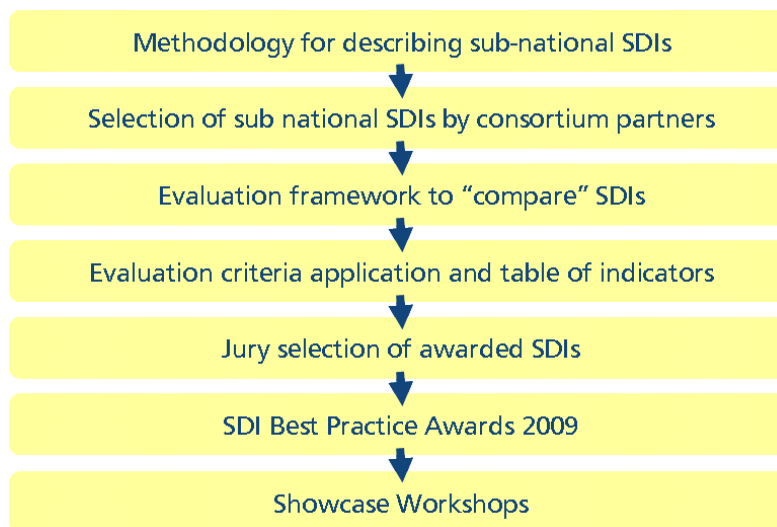 Methodology for describing sub-national SDIs
Selection of sub national SDIs by consortium partners
Evaluation framework to “compare” SDIs
Evaluation criteria application and table of indicators
Jury selection of awarded SDIs
SDI Best Practice Awards 2009
Showcase Workshops